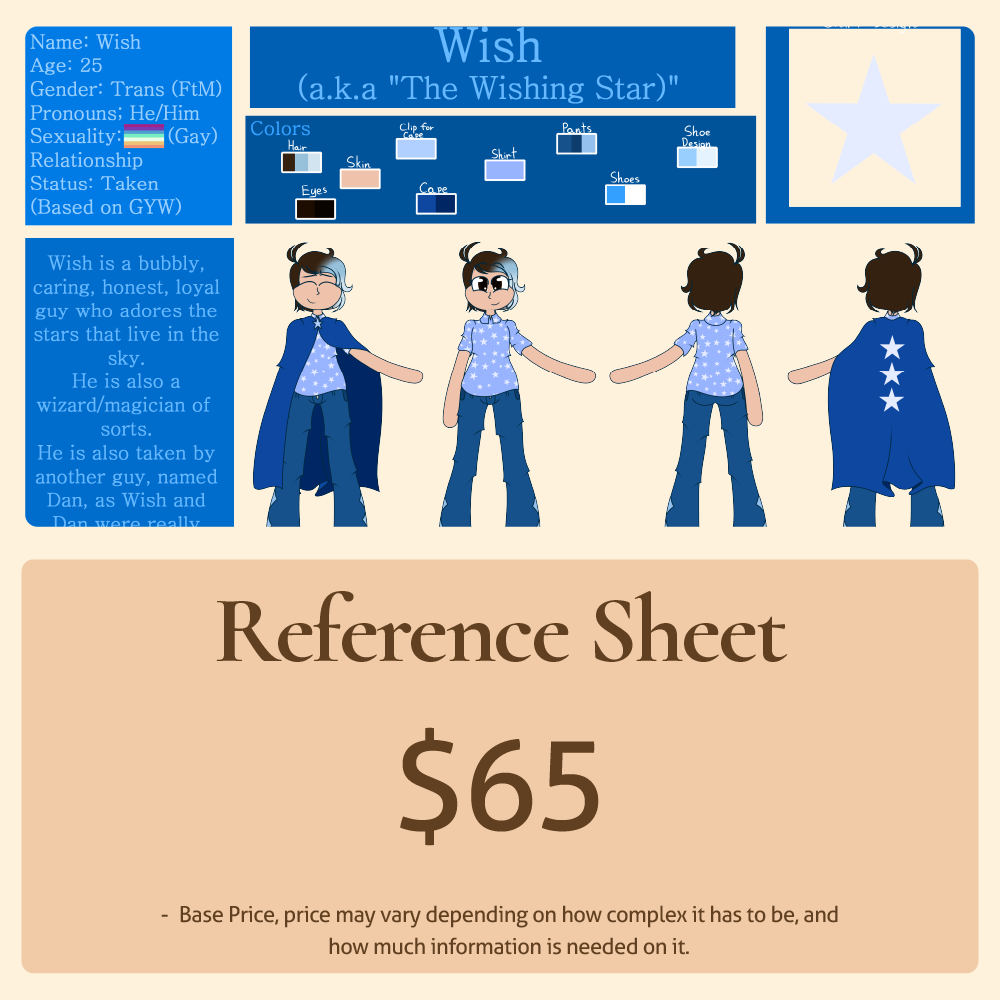 Name: Wish
Age: 25
Gender: Trans (FtM)
Pronouns; He/Him
Sexuality: (Gay)
Relationship
Status: Taken
(Based on GYW)
Wish
(a.k.a "The Wishing Star)"
Colors
Hair
Skin
Eyes
Clip for
Cape
Cape
Shirt
Pants
Shoes
Shoe
Design
Wish is a bubbly,
caring, honest, loyal
guy who adores the
stars that live in the
sky.
He is also a
wizard/magician of
sorts.
He is also taken by
another guy, named
Dan, as Wish and
Dan were really
Reference Sheet
$65
- Base Price, price may vary depending on how complex it has to be, and
how much information is needed on it.